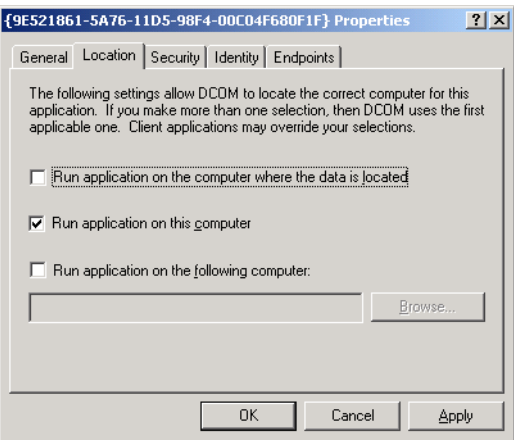 {9E521861-5A76-11D5-98F4-00C04F680F1F} Properties
General Location Security Identity Endpoints
The following settings allow DCOM to locate the correct computer for this
application. If you make more than one selection, then DCOM uses the first
applicable one. Client applications may override your selections.
Run application on the computer where the data is located
Run application on this computer
Run application on the following computer:
Browse...
OK Cancel Apply